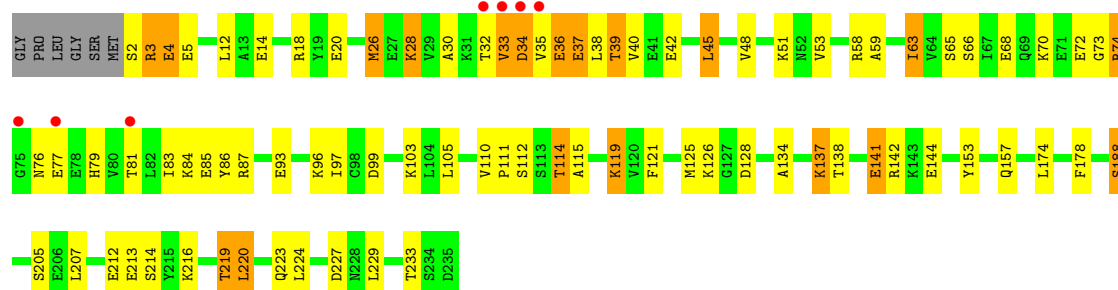 GLY PRO LEU GLY SER MET S2 R3 E4 E5 L12 A13 E14 R18 Y19 E20 M26 E27 K28 V29 A30 K31 T32 V33 D34 V35 E36 E37 L38 T39 V40 E41 E42 L45 V48 K51 N52 V53 R58 A59 I63 V64 S65 S66 I67 E68 Q69 K70 E71 E72 G73
G75 N76 E77 E78 H79 V80 T81 L82 I83 K84 E85 Y86 R87 E93 K96 I97 C98 D99 K103 L104 L105 V110 P111 S112 S113 T114 A115 K119 V120 F121 M125 K126 G127 D128 A134 K137 T138 E141 R142 K143 E144 Y153 Q157 L174 F178
S205 E206 L207 E212 E213 S214 Y215 K216 T219 L220 Q223 L224 D227 N228 L229 T233 S234 D235